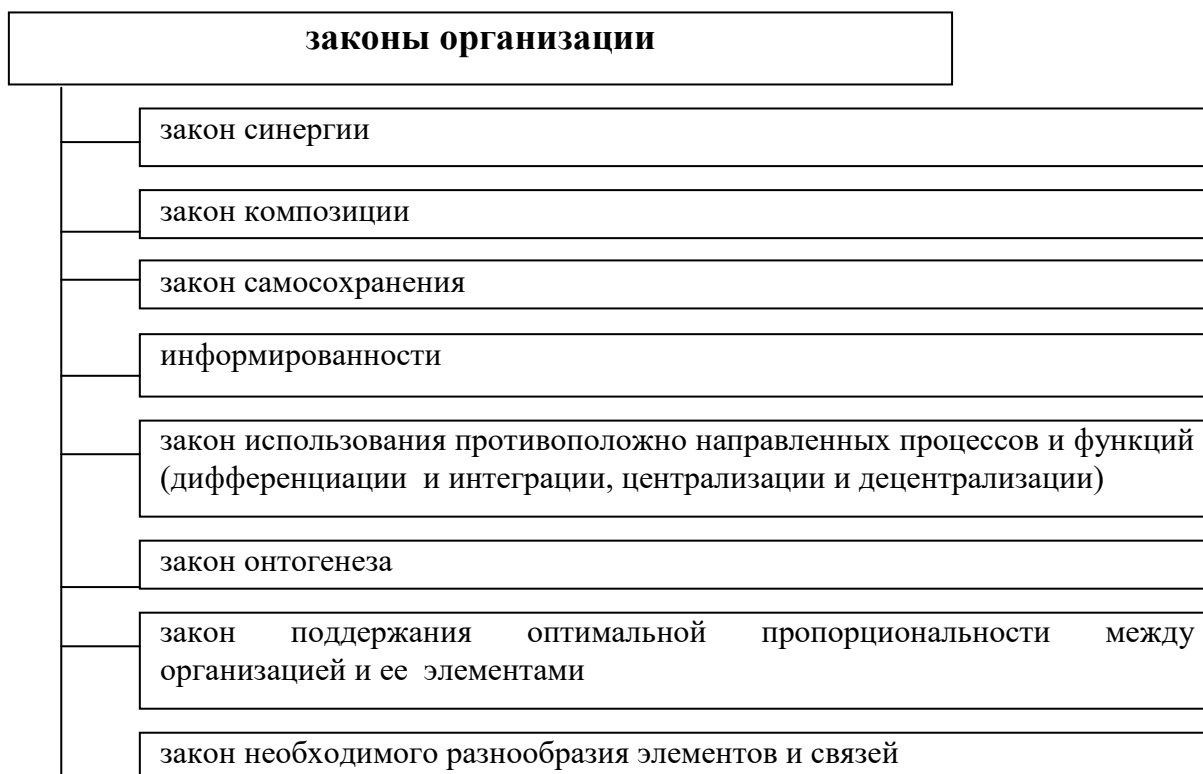 законы организации
закон синергии
закон композиции
закон самосохранения
информированности
закон использования противоположно направленных процессов и функций
(дифференциации и интеграции, централизации и децентрализации)
закон онтогенеза
закон поддержания оптимальной пропорциональности между
организацией и ее элементами
закон необходимого разнообразия элементов и связей